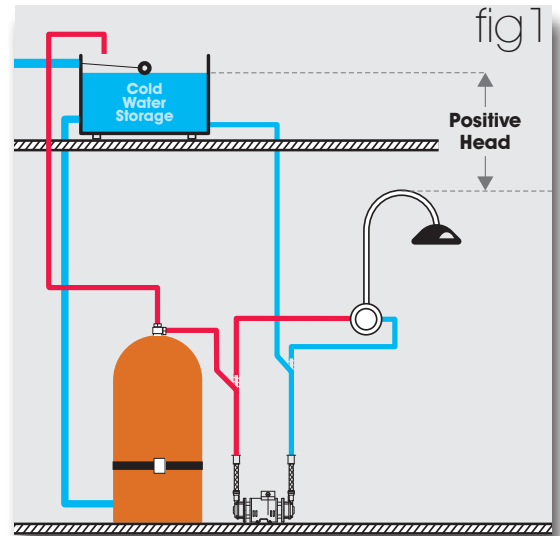 fig1
Cold
Water
Storage
Positive
Head